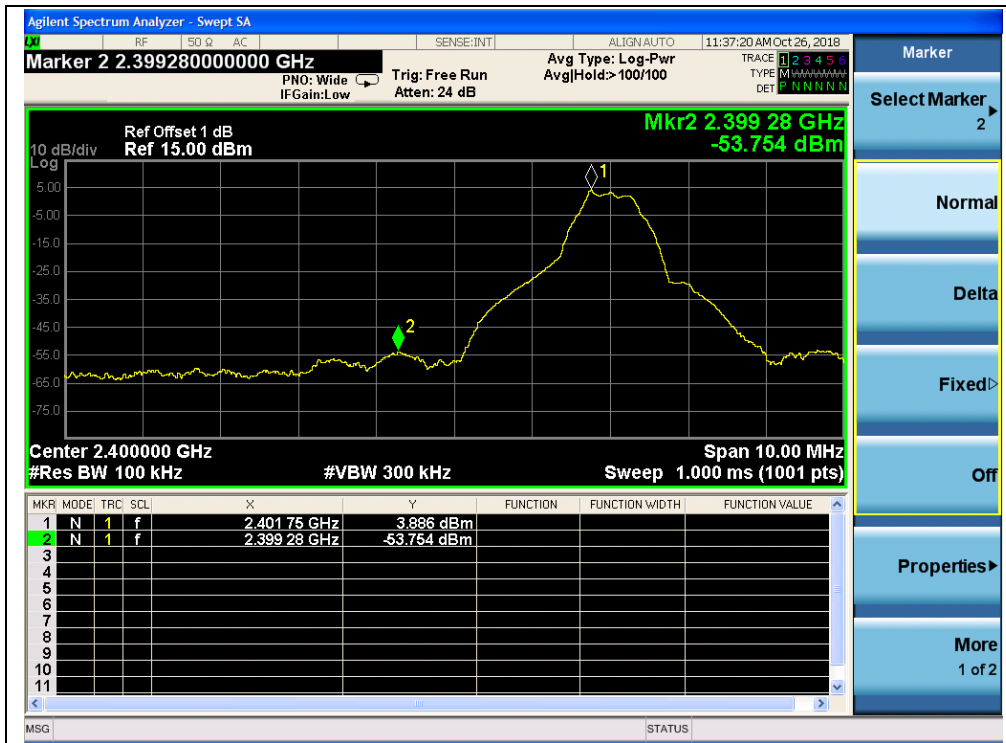 Agilent Spectrum Analyzer - Swept SA
LXI RF 50 Ω AC SENSE:INT ALIGN AUTO 11:37:20 AM Oct 26, 2018
Marker 2 2.399280000000 GHz
PNO: Wide
IFGain:Low
Trig: Free Run
Atten: 24 dB
Avg Type: Log-Pwr
Avg|Hold:>100/100
TRACE 1 2 3 4 5 6
TYPE M WWWWW
DET P N N N N N
Mkr2 2.399 28 GHz
-53.754 dBm
Ref Offset 1 dB
10 dB/div Ref 15.00 dBm
Log
5.00
-5.00
-15.0
-25.0
-35.0
-45.0
-55.0
-65.0
-75.0
1
2
Center 2.400000 GHz Span 10.00 MHz
#Res BW 100 kHz #VBW 300 kHz Sweep 1.000 ms (1001 pts)
MKR MODE TRC SCL X Y FUNCTION FUNCTION WIDTH FUNCTION VALUE
1 N 1 f 2.401 75 GHz 3.886 dBm
2 N 1 f 2.399 28 GHz -53.754 dBm
3
4
5
6
7
8
9
10
11
MSG STATUS
Marker
Select Marker
2
Normal
Delta
Fixed
Off
Properties
More
1 of 2